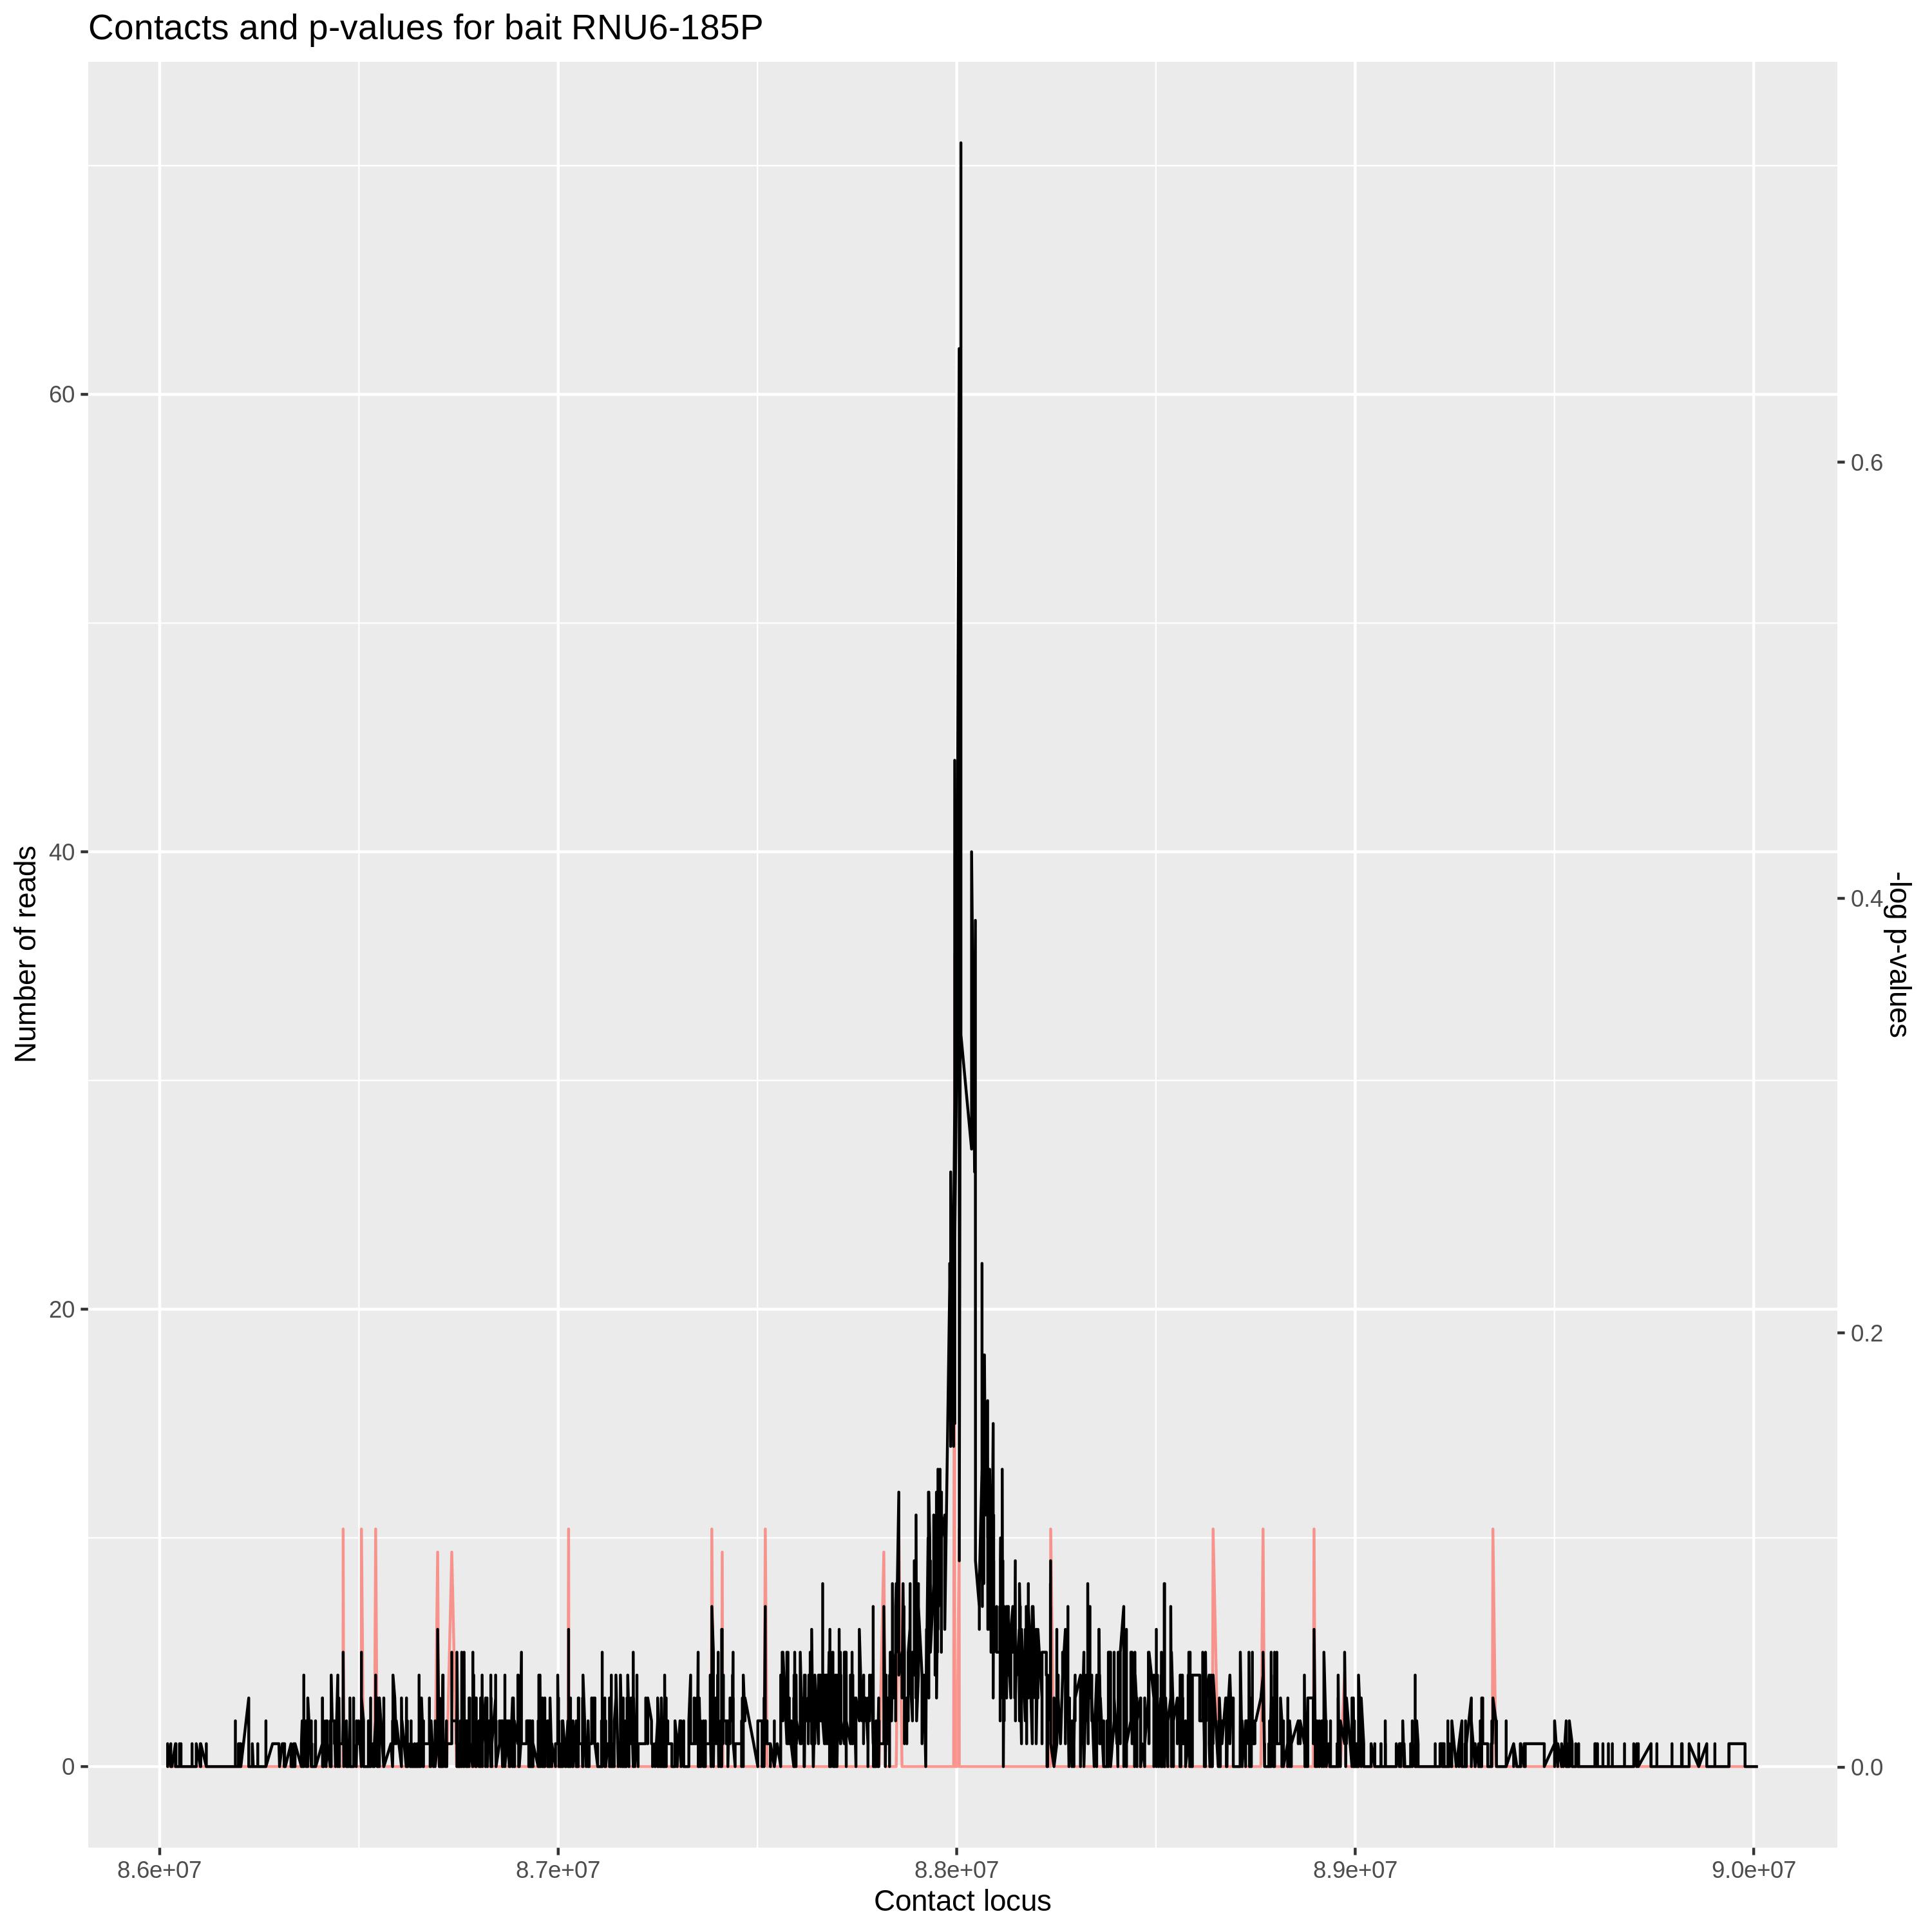 Contacts and p-values for bait RNU6-185P
60
40
20
0
Number of reads
0.6
0.4
0.2
0.0
-log p-values
8.6e+07
8.7e+07
8.8e+07
8.9e+07
9.0e+07
Contact locus